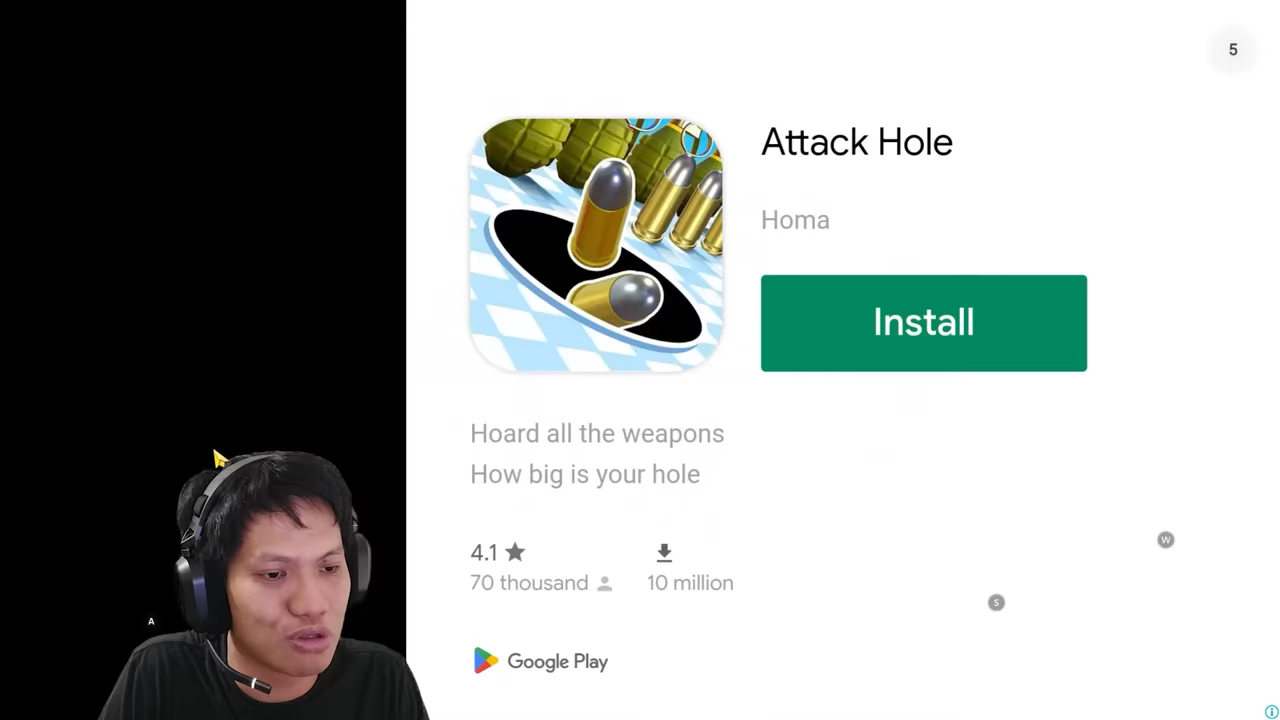 5
Attack Hole
Homa
Install
Hoard all the weapons
How big is your hole
4.1
70 thousand
10 million
W
S
A
Google Play